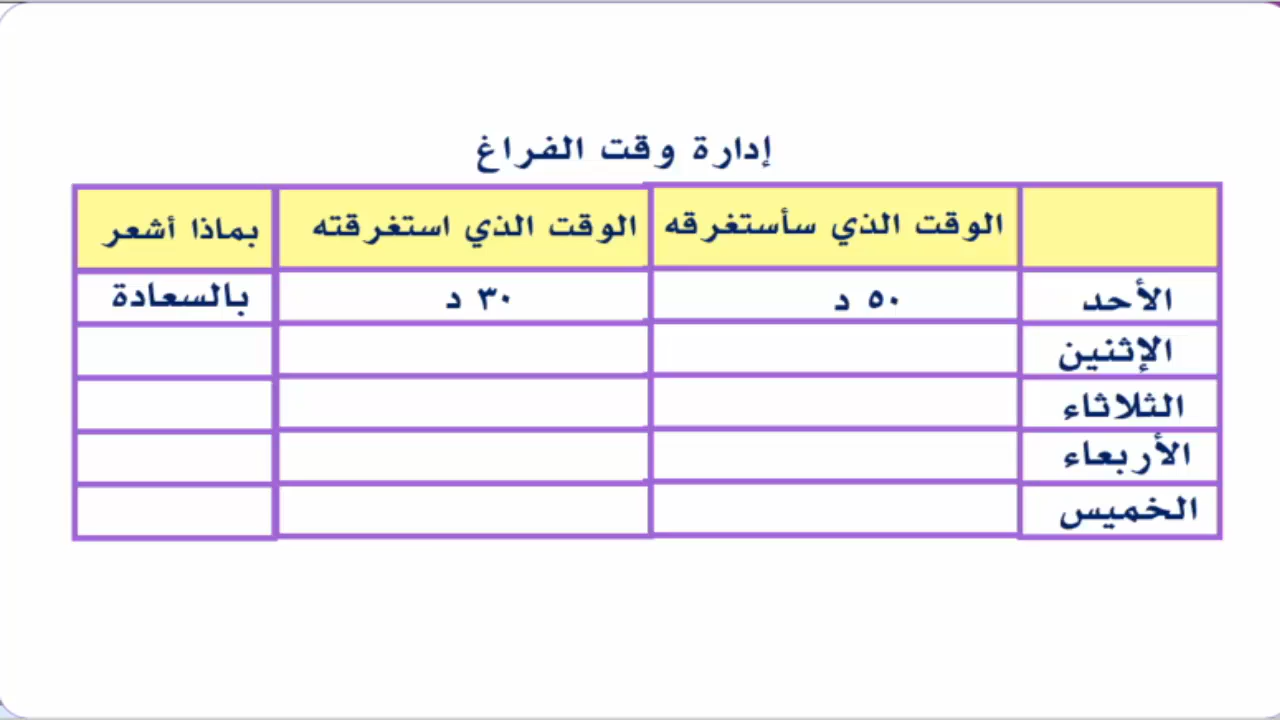 إدارة وقت الفراغ
الوقت الذي سأستغرقه الوقت الذي استغرقته بماذا أشعر
الأحد ٥٠ د ٣٠ د بالسعادة
الإثنين
الثلاثاء
الأربعاء
الخميس